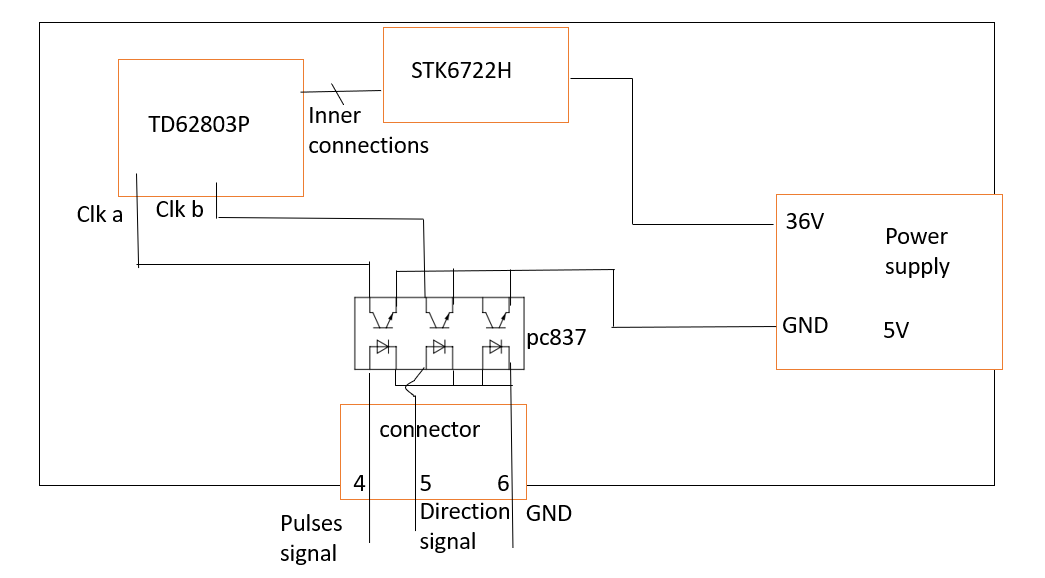 STK6722H
TD62803P
Inner
connections
Clk a
Clk b
36V
Power
supply
GND
5V
pc837
connector
4
5
6
Pulses
signal
Direction
signal
GND